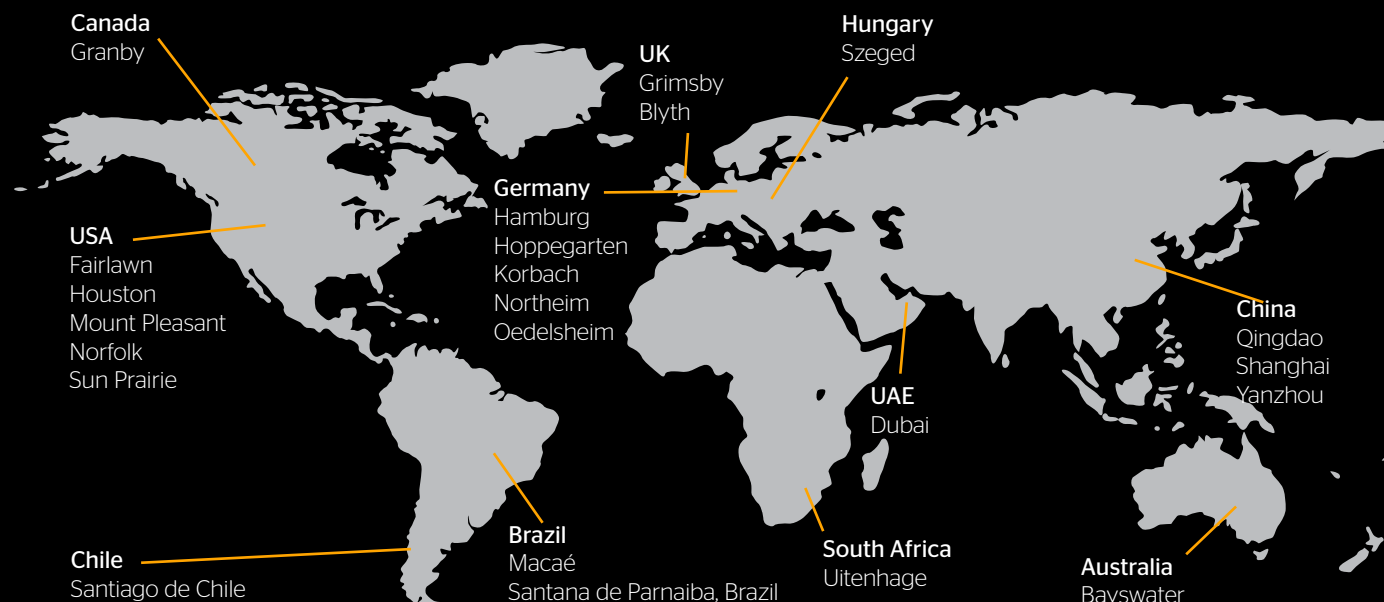 Canada
Granby
UK
Grimsby
Blyth
Hungary
Szeged
Germany
Hamburg
Hoppegarten
Korbach
Northeim
Oedelsheim
USA
Fairlawn
Houston
Mount Pleasant
Norfolk
Sun Prairie
China
Qingdao
Shanghai
Yanzhou
UAE
Dubai
Chile
Santiago de Chile
Brazil
Macaé
Santana de Parnaiba, Brazil
South Africa
Uitenhage
Australia
Bayswater